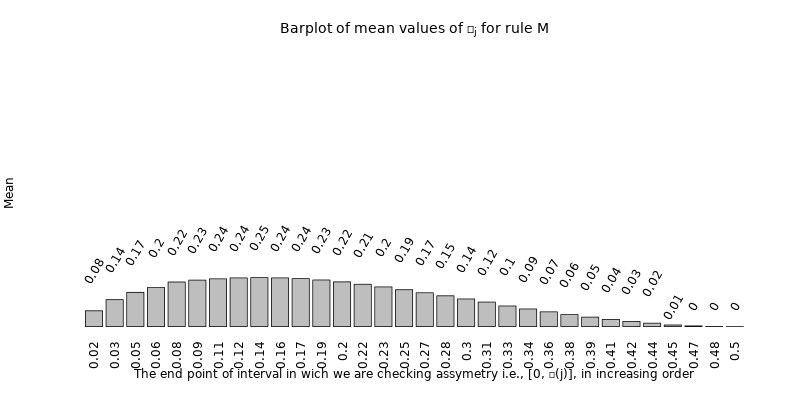 Barplot of mean values of □j for rule M
Mean
0.08 0.14 0.17 0.2 0.22 0.23 0.24 0.24 0.25 0.24 0.24 0.23 0.22 0.21 0.2 0.19 0.17 0.15 0.14 0.12 0.1 0.09 0.07 0.06 0.05 0.04 0.03 0.02 0.01 0 0 0
0.02 0.03 0.05 0.06 0.08 0.09 0.11 0.12 0.14 0.16 0.17 0.19 0.2 0.22 0.23 0.25 0.27 0.28 0.3 0.31 0.33 0.34 0.36 0.38 0.39 0.41 0.42 0.44 0.45 0.47 0.48 0.5
The end point of interval in wich we are checking assymetry i.e., [0, □(j)], in increasing order